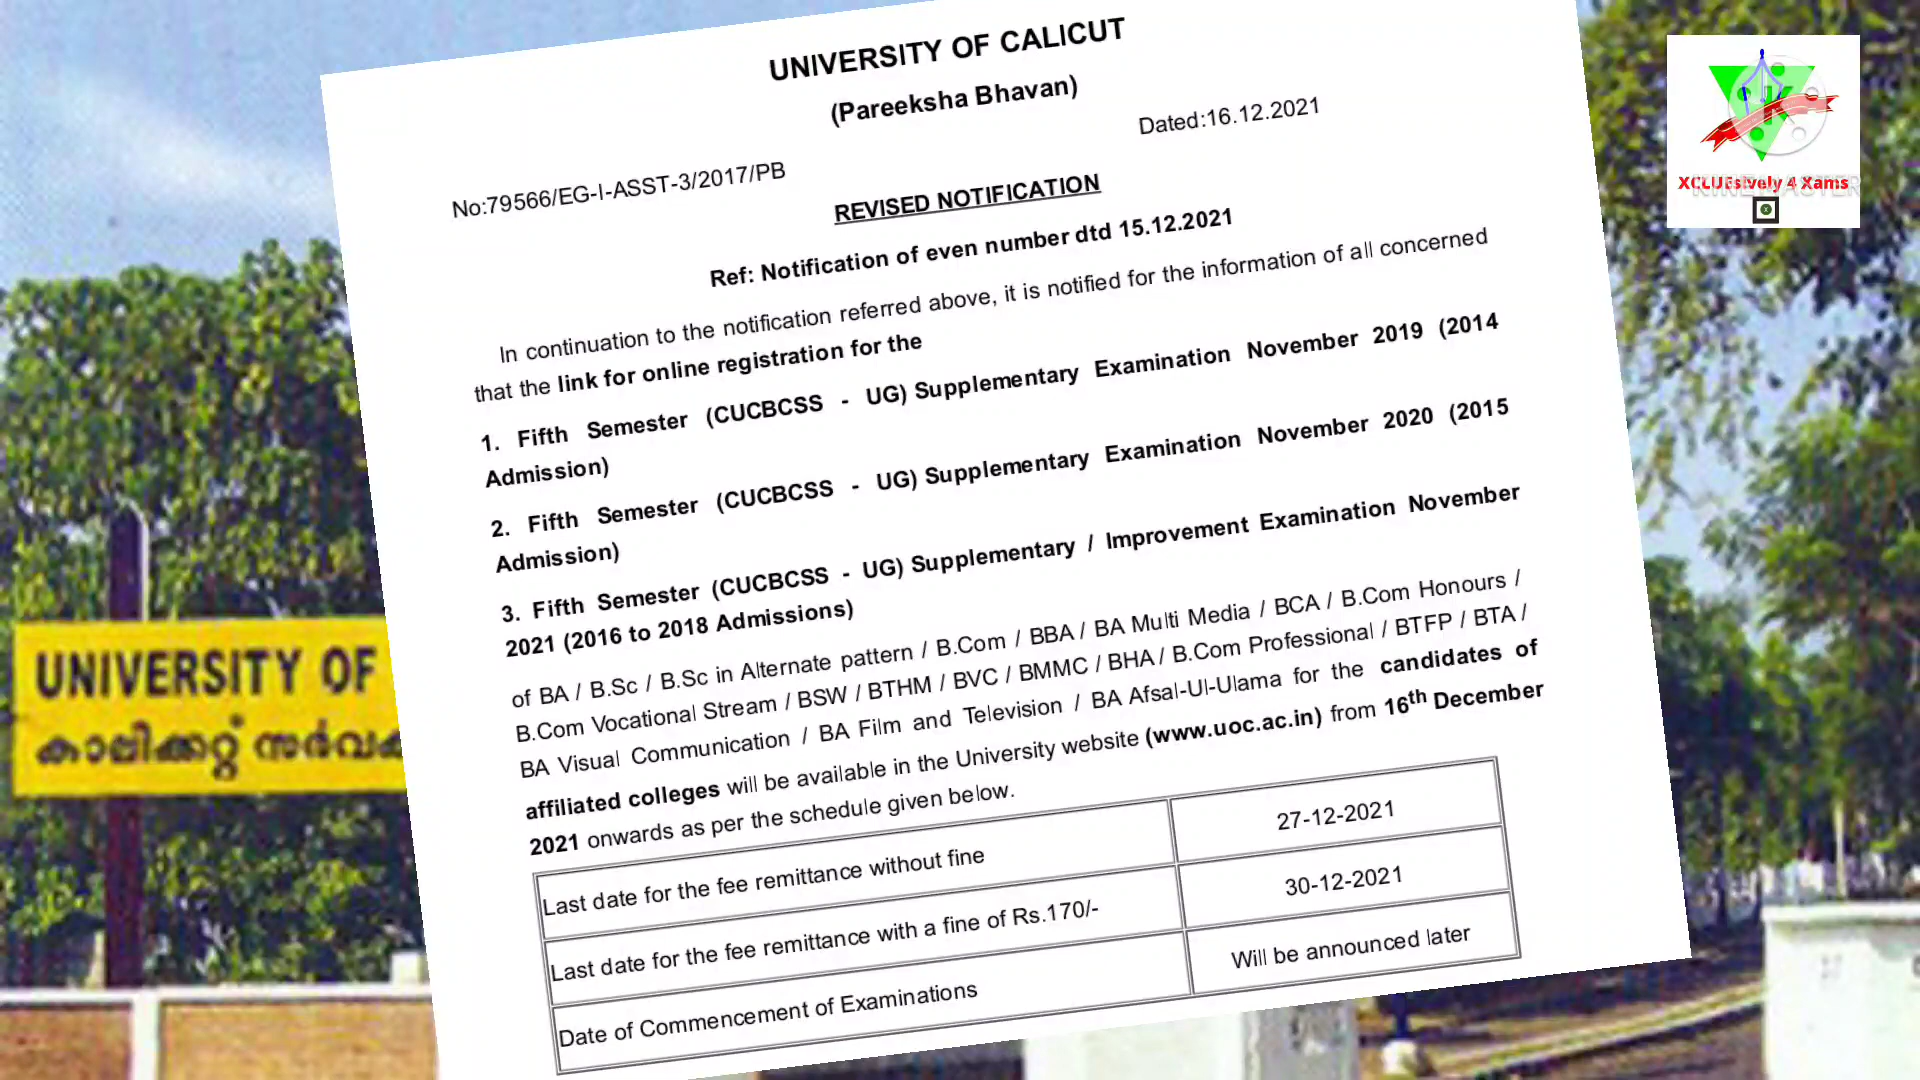 UNIVERSITY OF CALICUT
(Pareeksha Bhavan)
Dated:16.12.2021
No:79566/EG-I-ASST-3/2017/PB
REVISED NOTIFICATION
Ref: Notification of even number dtd 15.12.2021
In continuation to the notification referred above, it is notified for the information of all concerned
that the link for online registration for the
1. Fifth Semester (CUCBCSS - UG) Supplementary Examination November 2019 (2014
Admission)
2. Fifth Semester (CUCBCSS - UG) Supplementary Examination November 2020 (2015
Admission)
3. Fifth Semester (CUCBCSS - UG) Supplementary / Improvement Examination November
2021 (2016 to 2018 Admissions)
of BA / B.Sc / B.Sc in Alternate pattern / B.Com / BBA / BA Multi Media / BCA / B.Com Honours /
B.Com Vocational Stream / BSW / BTHM / BVC / BMMC / BHA / B.Com Professional / BTFP / BTA /
BA Visual Communication / BA Film and Television / BA Afsal-Ul-Ulama for the candidates of
affiliated colleges will be available in the University website (www.uoc.ac.in) from 16th December
2021 onwards as per the schedule given below.
Last date for the fee remittance without fine 27-12-2021
Last date for the fee remittance with a fine of Rs.170/- 30-12-2021
Date of Commencement of Examinations Will be announced later
UNIVERSITY OF
കാലിക്കറ്റ് സർവക
XCLUEsively 4 Xams